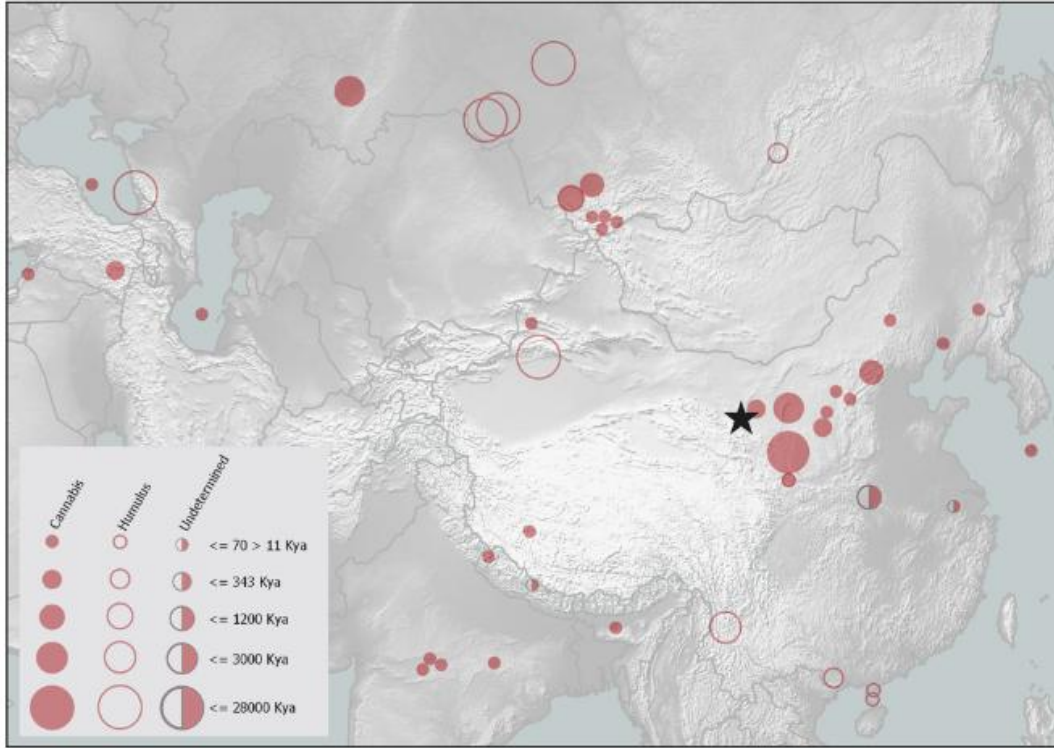 Cannabis
Humulus
Undetermined
<= 70 > 11 Kya
<= 343 Kya
<= 1200 Kya
<= 3000 Kya
<= 28000 Kya